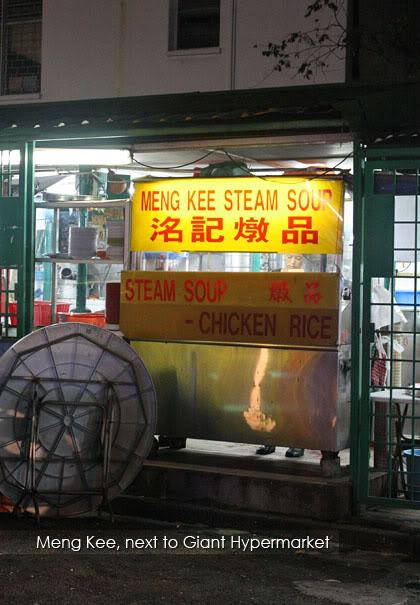 MENG KEE STEAM SOUP
洺記燉品
STEAM SOUP 燉品
- CHICKEN RICE
Meng Kee, next to Giant Hypermarket